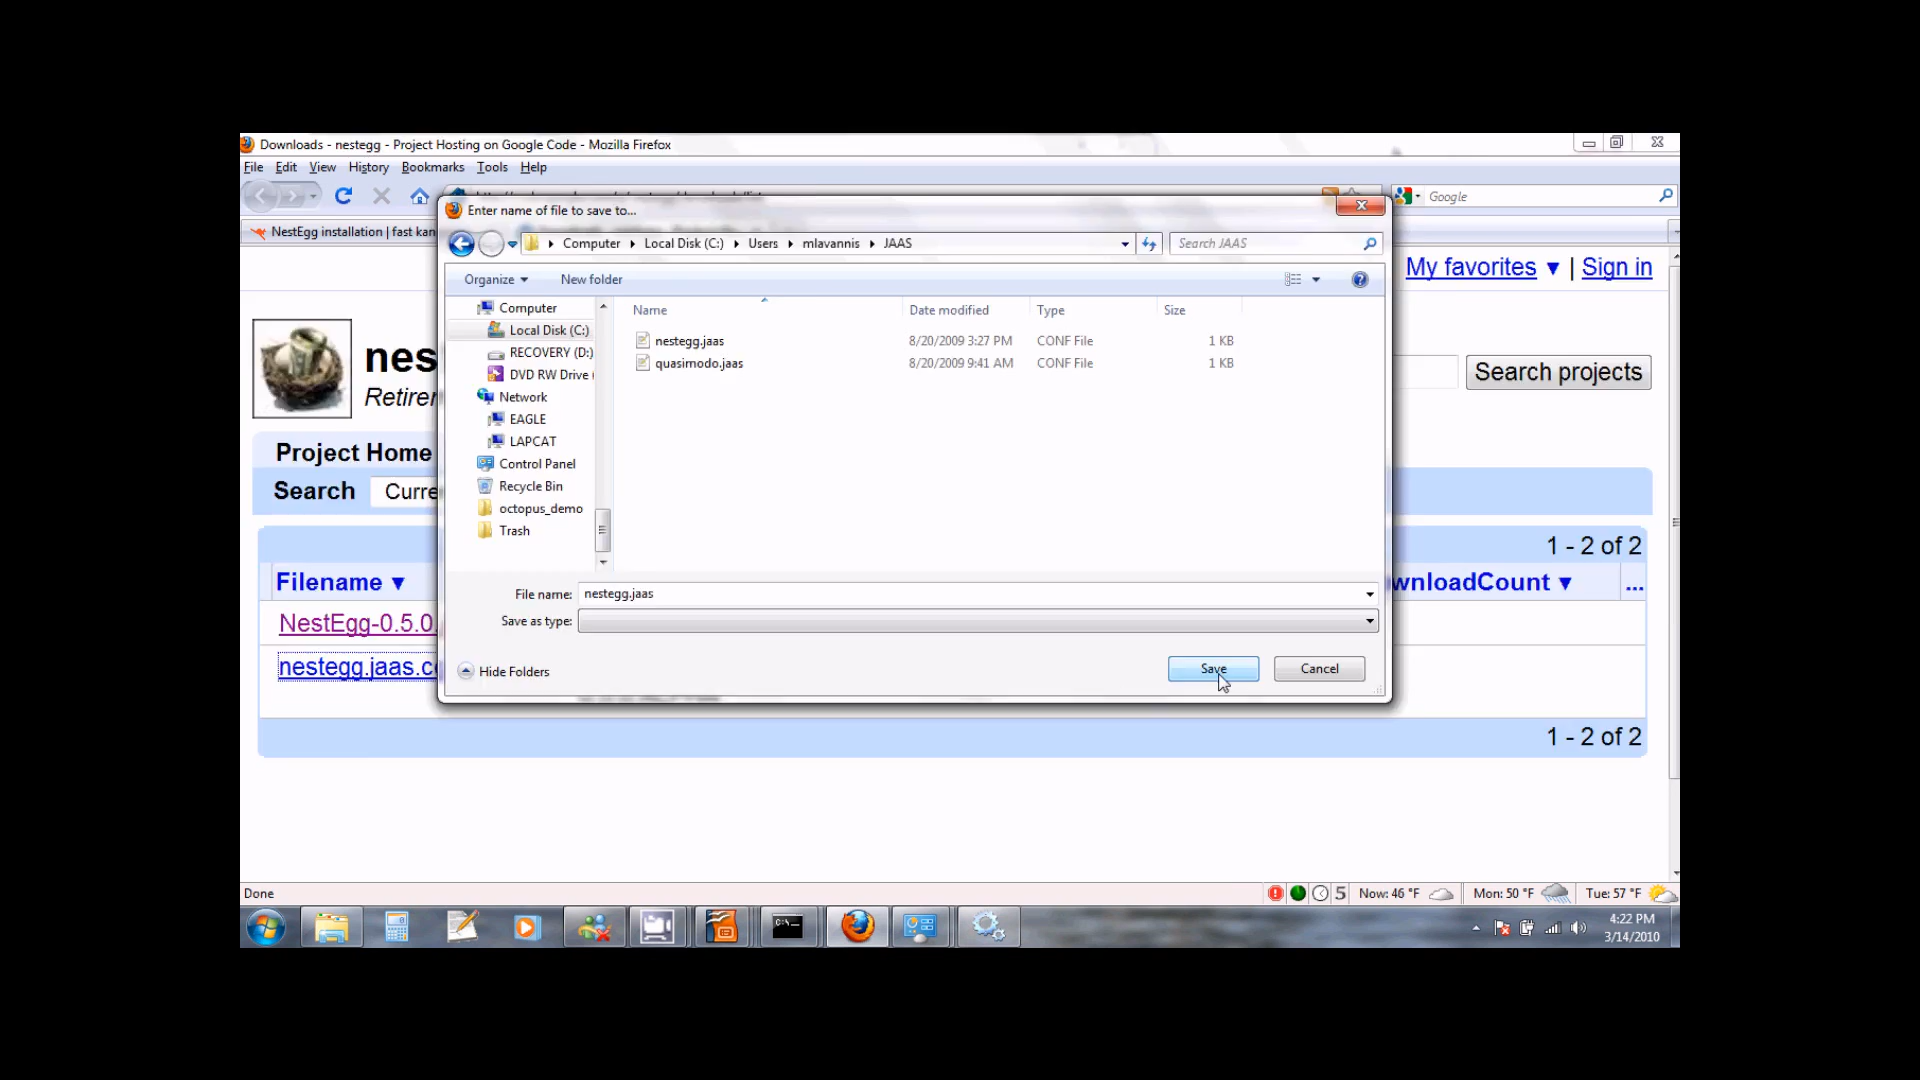 Downloads - nestegg - Project Hosting on Google Code - Mozilla Firefox
File Edit View History Bookmarks Tools Help
Google
Enter name of file to save to...
NestEgg installation | fast kan
Computer Local Disk (C:) Users mlavannis JAAS
Search JAAS
My favorites ▼ | Sign in
Organize New folder
Name Date modified Type Size
Computer
Local Disk (C:)
RECOVERY (D:)
DVD RW Drive (
Network
EAGLE
LAPCAT
Control Panel
Recycle Bin
octopus_demo
Trash
nestegg.jaas 8/20/2009 3:27 PM CONF File 1 KB
quasimodo.jaas 8/20/2009 9:41 AM CONF File 1 KB
nes
Retirer
Search projects
Project Home
Search Curre
1 - 2 of 2
Filename ▼
wnloadCount ▼ ...
File name: nestegg.jaas
Save as type:
NestEgg-0.5.0.
nestegg.jaas.co
Hide Folders
Save Cancel
1 - 2 of 2
Done
5 Now: 46 °F Mon: 50 °F Tue: 57 °F
C:\_
4:22 PM
3/14/2010